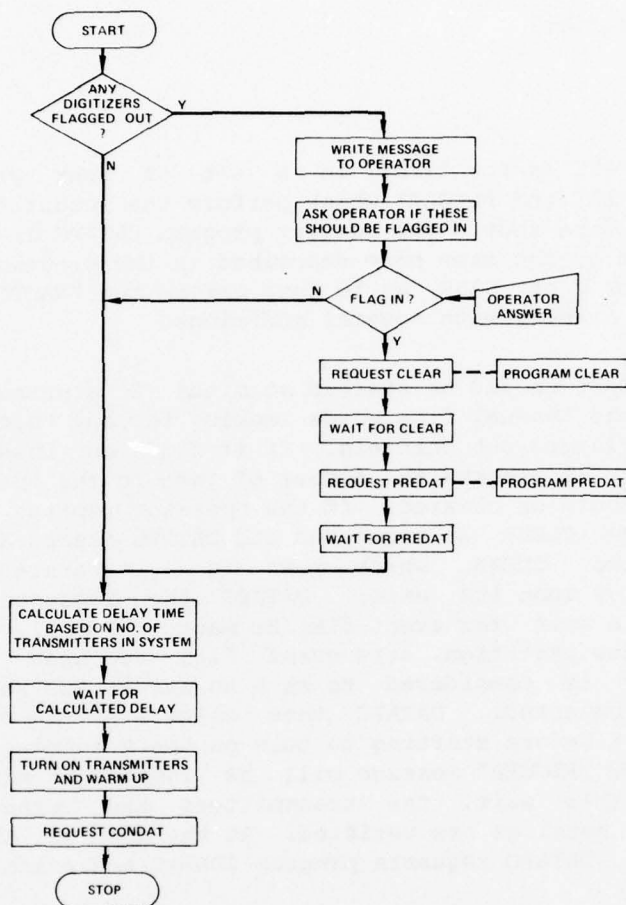 START
ANY
DIGITIZERS
FLAGGED OUT
?
Y
N
WRITE MESSAGE
TO OPERATOR
ASK OPERATOR IF THESE
SHOULD BE FLAGGED IN
N
FLAG IN ?
OPERATOR
ANSWER
Y
REQUEST CLEAR
PROGRAM CLEAR
WAIT FOR CLEAR
REQUEST PREDAT
PROGRAM PREDAT
WAIT FOR PREDAT
CALCULATE DELAY TIME
BASED ON NO. OF
TRANSMITTERS IN SYSTEM
WAIT FOR
CALCULATED DELAY
TURN ON TRANSMITTERS
AND WARM UP
REQUEST CONDAT
STOP